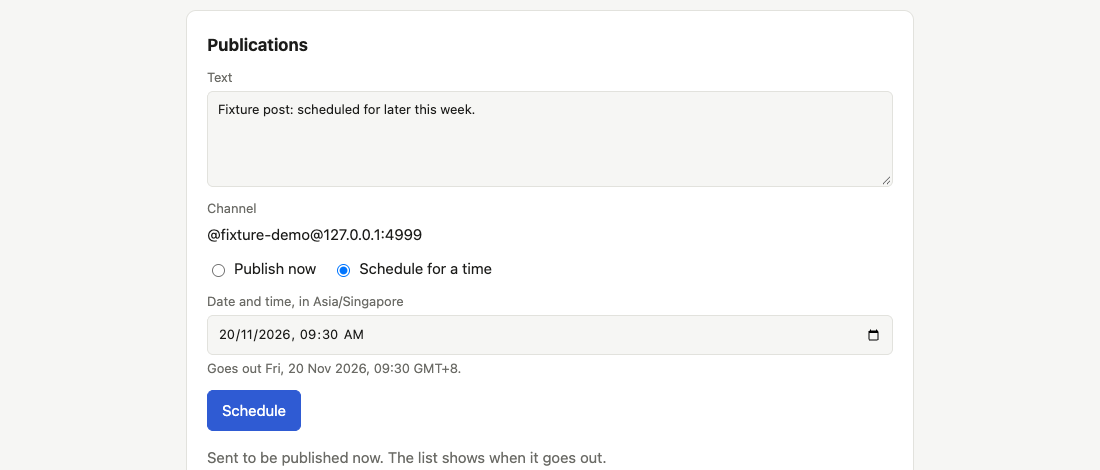 Publications
Text
Fixture post: scheduled for later this week.
Channel
@fixture-demo@127.0.0.1:4999
Publish now Schedule for a time
Date and time, in Asia/Singapore
20/11/2026, 09:30 AM
Goes out Fri, 20 Nov 2026, 09:30 GMT+8.
Schedule
Sent to be published now. The list shows when it goes out.